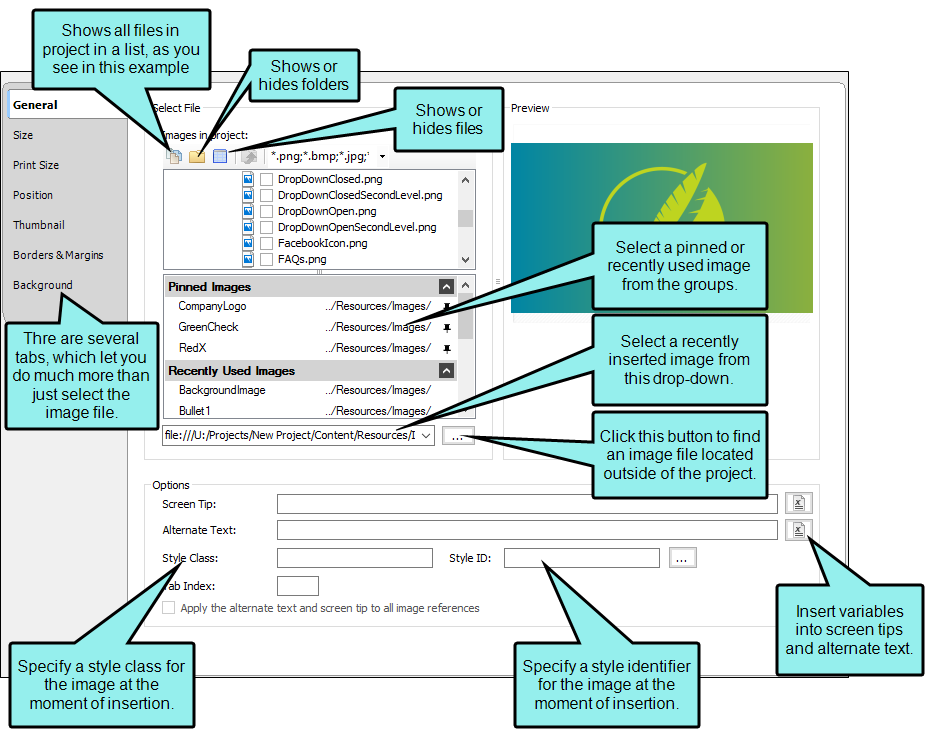 Shows all files in
project in a list, as you
see in this example
Shows or
hides folders
Shows or
hides files
General
Size
Print Size
Position
Thumbnail
Borders & Margins
Background
Thre are several
tabs, which let you
do much more than
just select the
image file.
Select File
Images in project:
*.png;*.bmp;*.jpg;*
DropDownClosed.png
DropDownClosedSecondLevel.png
DropDownOpen.png
DropDownOpenSecondLevel.png
FacebookIcon.png
FAQs.png
Pinned Images
CompanyLogo ../Resources/Images/
GreenCheck ../Resources/Images/
RedX ../Resources/Images/
Recently Used Images
BackgroundImage ../Resources/Images/
Bullet1 ../Resources/Images/
file:///U:/Projects/New Project/Content/Resources/I
...
Preview
Select a pinned or
recently used image
from the groups.
Select a recently
inserted image from
this drop-down.
Click this button to find
an image file located
outside of the project.
Options
Screen Tip:
Alternate Text:
Style Class:
Style ID:
...
Tab Index:
Apply the alternate text and screen tip to all image references
Specify a style class for
the image at the
moment of insertion.
Specify a style identifier
for the image at the
moment of insertion.
Insert variables
into screen tips
and alternate text.